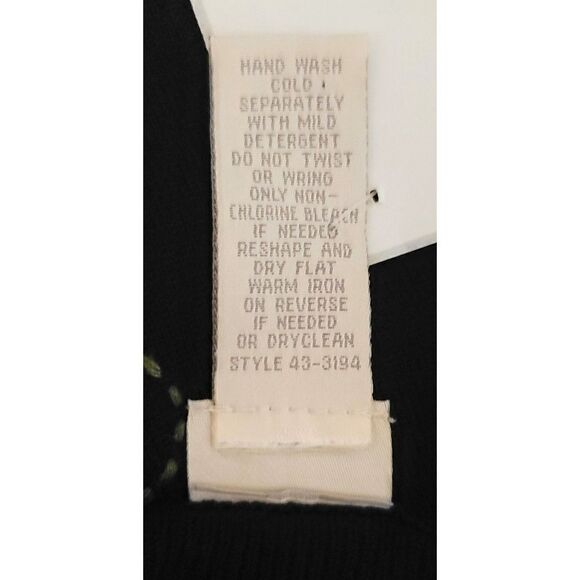 HAND WASH
COLD
SEPARATELY
WITH MILD
DETERGENT
DO NOT TWIST
OR WRING
ONLY NON-
CHLORINE BLEACH
IF NEEDED
RESHAPE AND
DRY FLAT
WARM IRON
ON REVERSE
IF NEEDED
OR DRYCLEAN
STYLE 43-3194